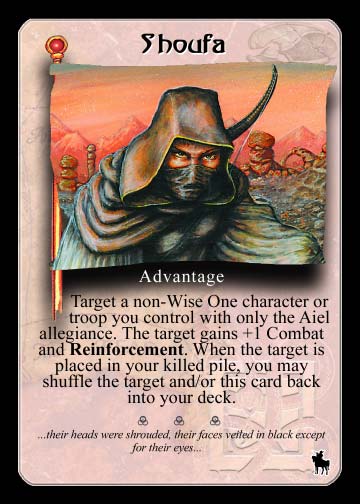 Shoufa
Advantage
Target a non-Wise One character or
troop you control with only the Aiel
allegiance. The target gains +1 Combat
and Reinforcement. When the target is
placed in your killed pile, you may
shuffle the target and/or this card back
into your deck.
...their heads were shrouded, their faces veiled in black except
for their eyes...